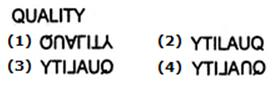 QUALITY
(1) QUALITY (2) YTILAUQ
(3) YTILAUQ (4) YTILAUQ